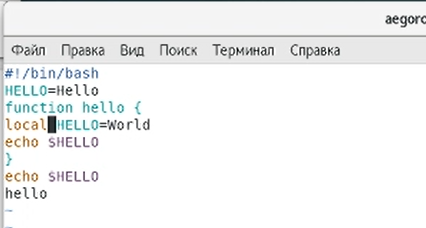 aegoro
Файл Правка Вид Поиск Терминал Справка
#!/bin/bash
HELLO=Hello
function hello {
local HELLO=World
echo $HELLO
}
echo $HELLO
hello
~
~